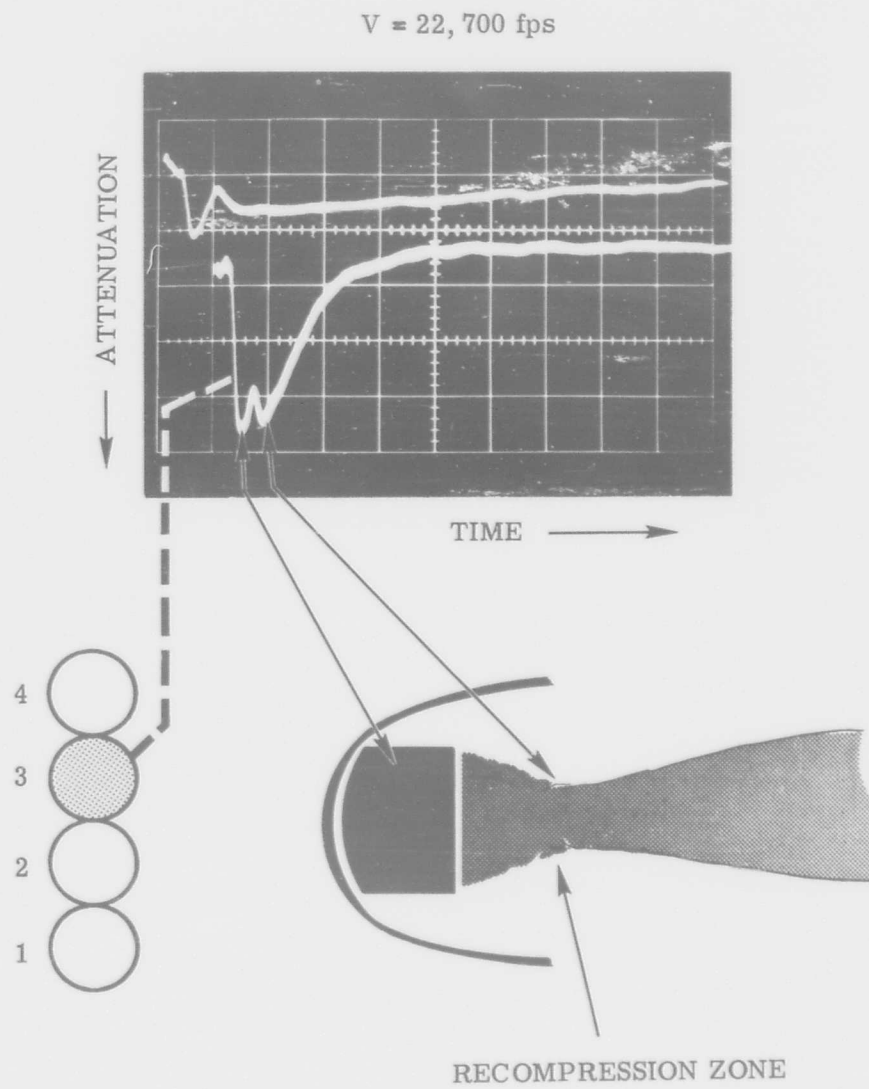 V = 22,700 fps
ATTENUATION
TIME
4
3
2
1
RECOMPRESSION ZONE